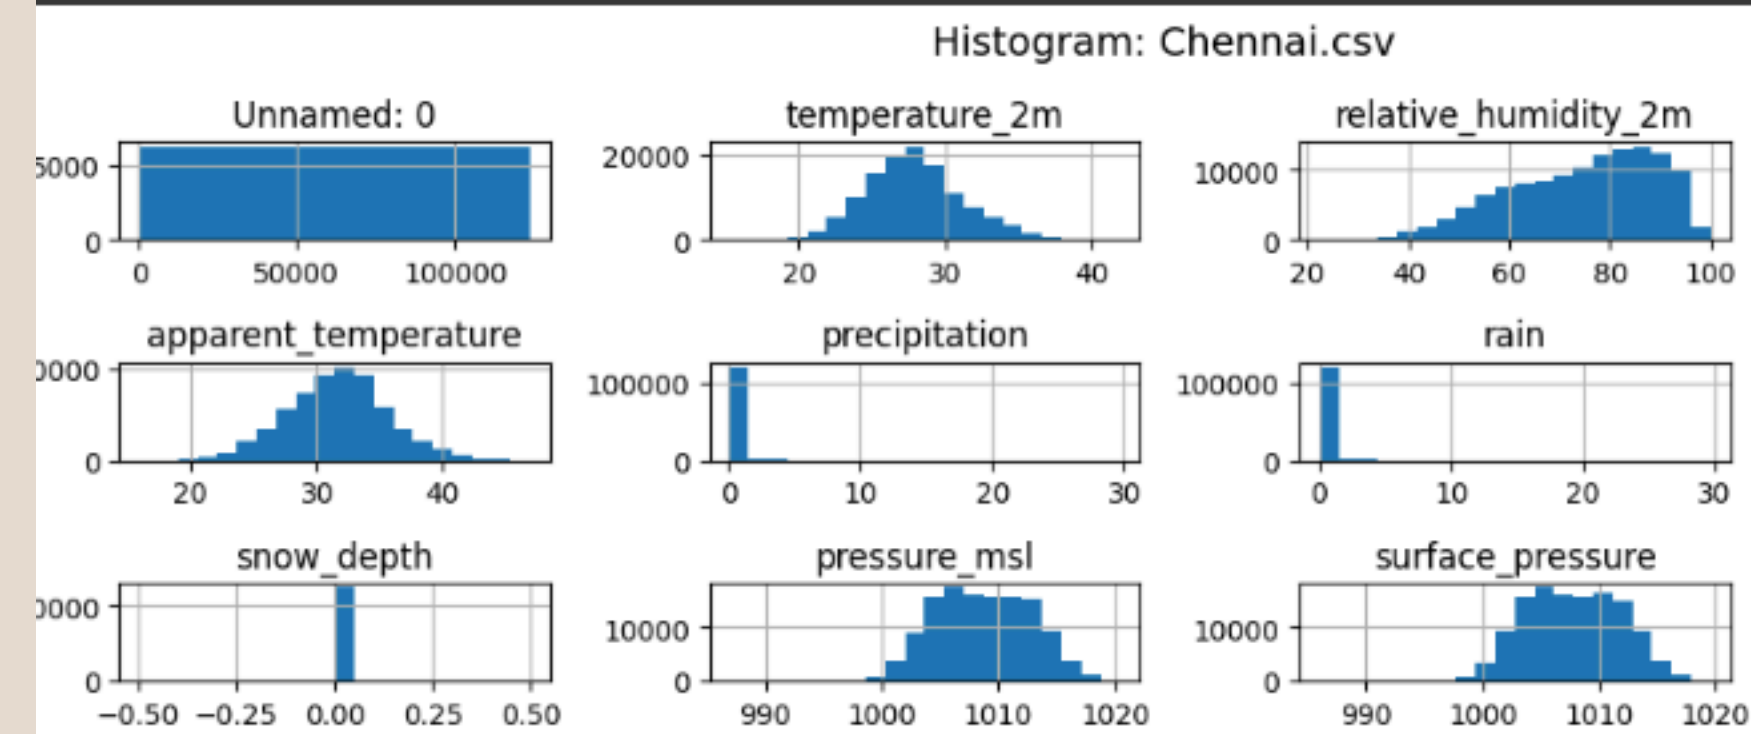 Histogram: Chennai.csv
Unnamed: 0 temperature_2m relative_humidity_2m
5000 20000 10000
0 0 0
0 50000 100000 20 30 40 20 40 60 80 100
apparent_temperature precipitation rain
0000 100000 100000
0 0 0
20 30 40 0 10 20 30 0 10 20 30
snow_depth pressure_msl surface_pressure
0000 10000 10000
0 0 0
−0.50 −0.25 0.00 0.25 0.50 990 1000 1010 1020 990 1000 1010 1020